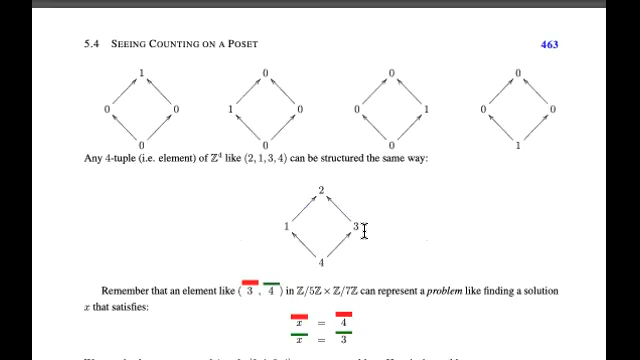 5.4 SEEING COUNTING ON A POSET 463
1 0 0 0
0 0 1 0 0 1 0 0
0 0 0 1
Any 4-tuple (i.e. element) of ℤ⁴ like (2, 1, 3, 4) can be structured the same way:
2
1 3
4
Remember that an element like ( 3 , 4 ) in ℤ/5ℤ × ℤ/7ℤ can represent a problem like finding a solution
x that satisfies:
x = 4
x = 3